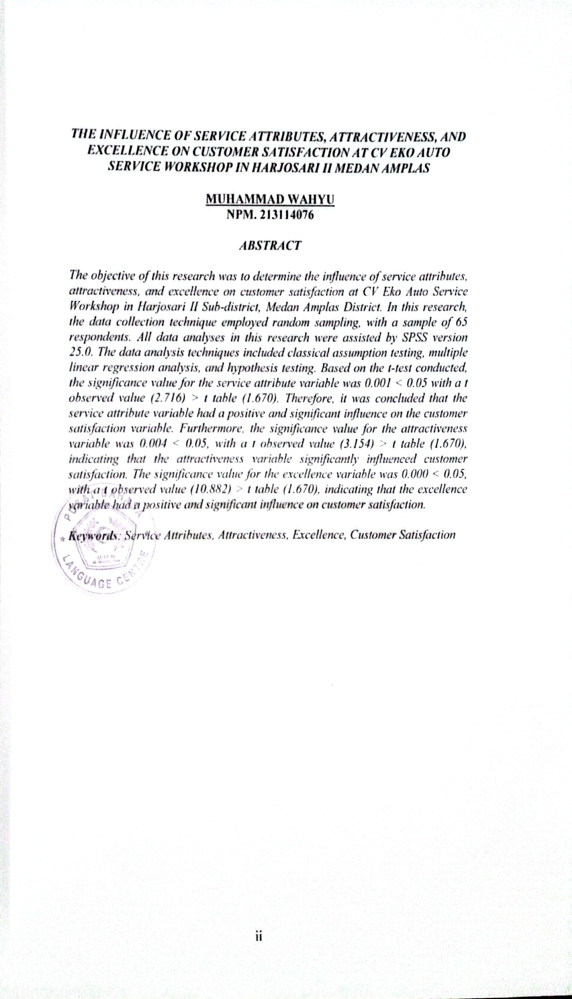 THE INFLUENCE OF SERVICE ATTRIBUTES, ATTRACTIVENESS, AND
EXCELLENCE ON CUSTOMER SATISFACTION AT CV EKO AUTO
SERVICE WORKSHOP IN HARJOSARI II MEDAN AMPLAS
MUHAMMAD WAHYU
NPM. 213114076
ABSTRACT
The objective of this research was to determine the influence of service attributes,
attractiveness, and excellence on customer satisfaction at CV Eko Auto Service
Workshop in Harjosari II Sub-district, Medan Amplas District. In this research,
the data collection technique employed random sampling, with a sample of 65
respondents. All data analyses in this research were assisted by SPSS version
25.0. The data analysis techniques included classical assumption testing, multiple
linear regression analysis, and hypothesis testing. Based on the t-test conducted,
the significance value for the service attribute variable was 0.001 < 0.05 with a t
observed value (2.716) > t table (1.670). Therefore, it was concluded that the
service attribute variable had a positive and significant influence on the customer
satisfaction variable. Furthermore, the significance value for the attractiveness
variable was 0.004 < 0.05, with a t observed value (3.154) > t table (1.670),
indicating that the attractiveness variable significantly influenced customer
satisfaction. The significance value for the excellence variable was 0.000 < 0.05,
with a t observed value (10.882) > t table (1.670), indicating that the excellence
variable had a positive and significant influence on customer satisfaction.
Keywords: Service Attributes, Attractiveness, Excellence, Customer Satisfaction
PUSAT BAHASA
UMN
LANGUAGE CENTRE
ii